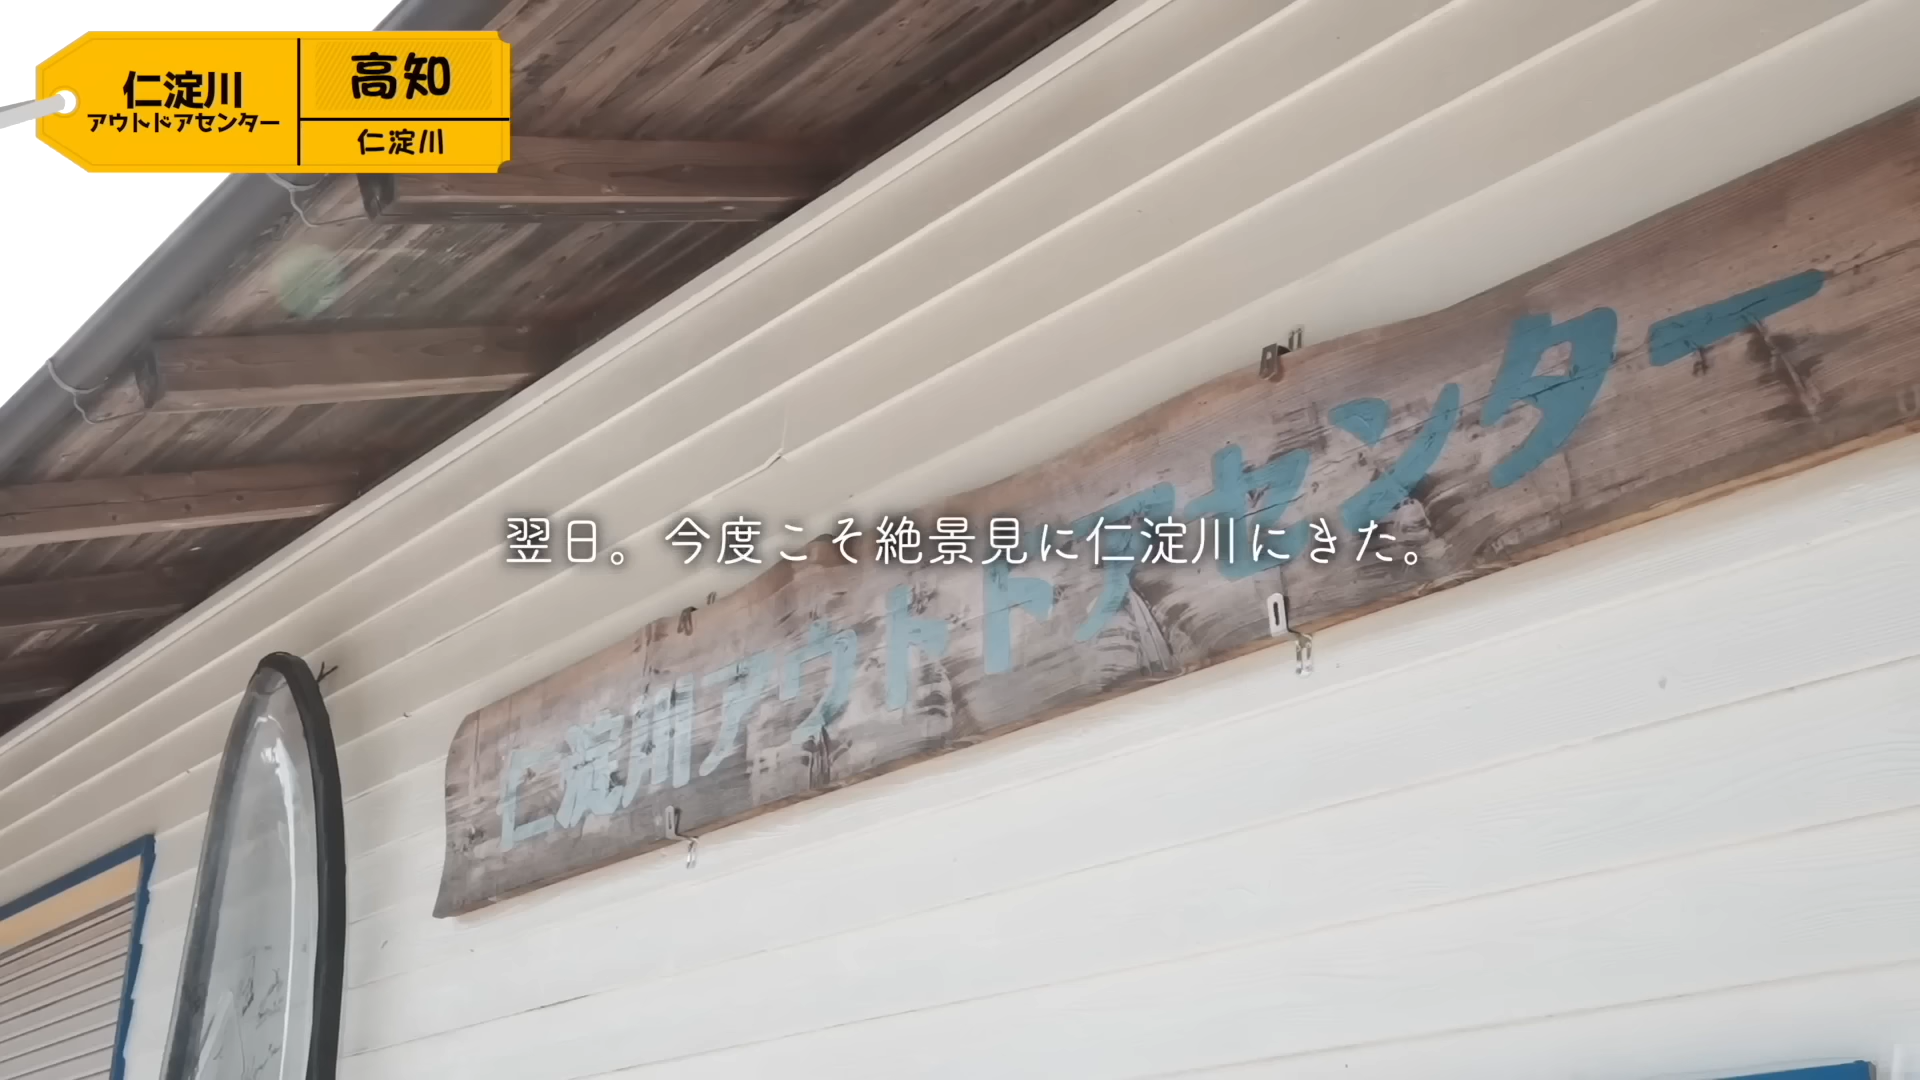 仁淀川
アウトドアセンター
高知
仁淀川
翌日。今度こそ絶景見に仁淀川にきた。
仁淀川アウトドアセンター